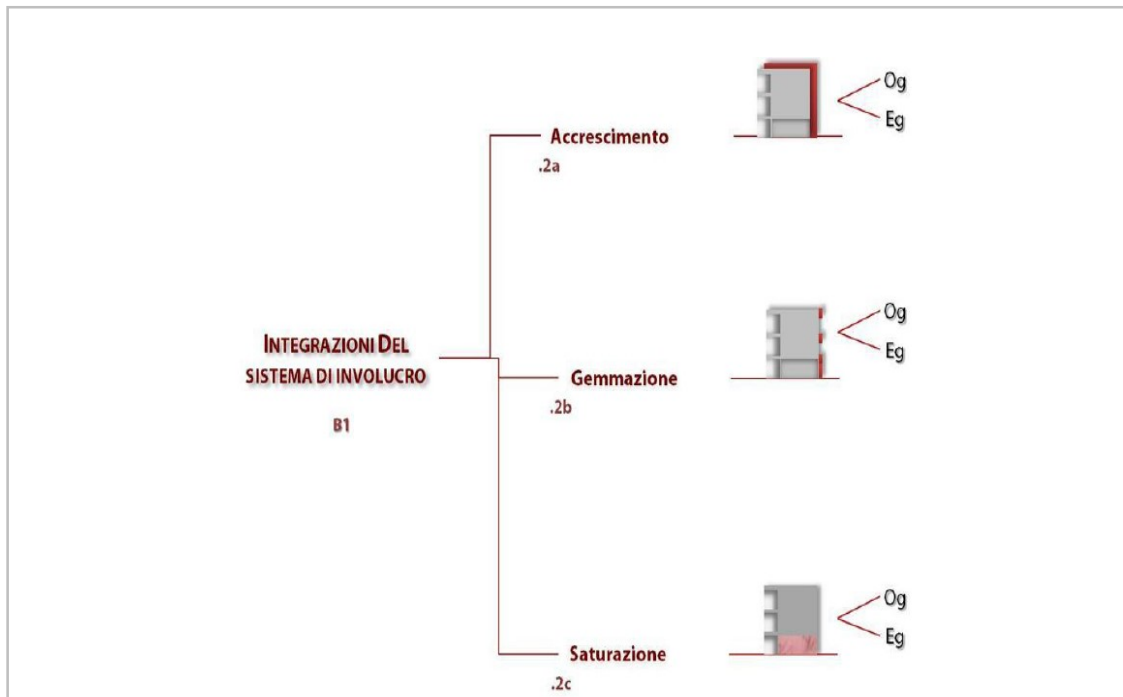 Og
Eg
Accrescimento
.2a
INTEGRAZIONI DEL
SISTEMA DI INVOLUCRO
B1
Og
Eg
Gemmazione
.2b
Og
Eg
Saturazione
.2c